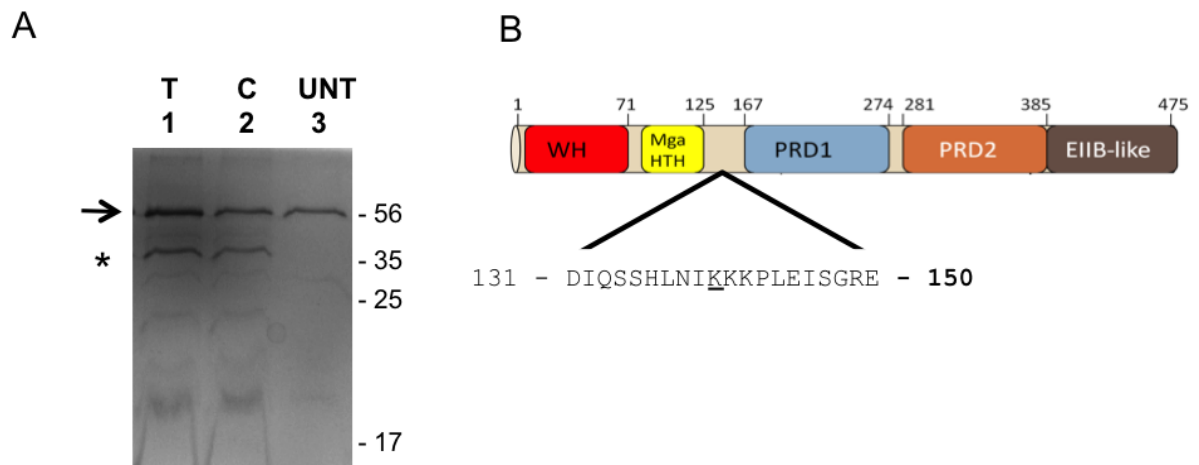 A
T C UNT
1 2 3
*
- 56
- 35
- 25
- 17
B
1 71 125 167 274 281 385 475
WH
Mga
HTH
PRD1
PRD2
EIIB-like
131 - DIQSSHLNIKKKPLEISGRE - 150